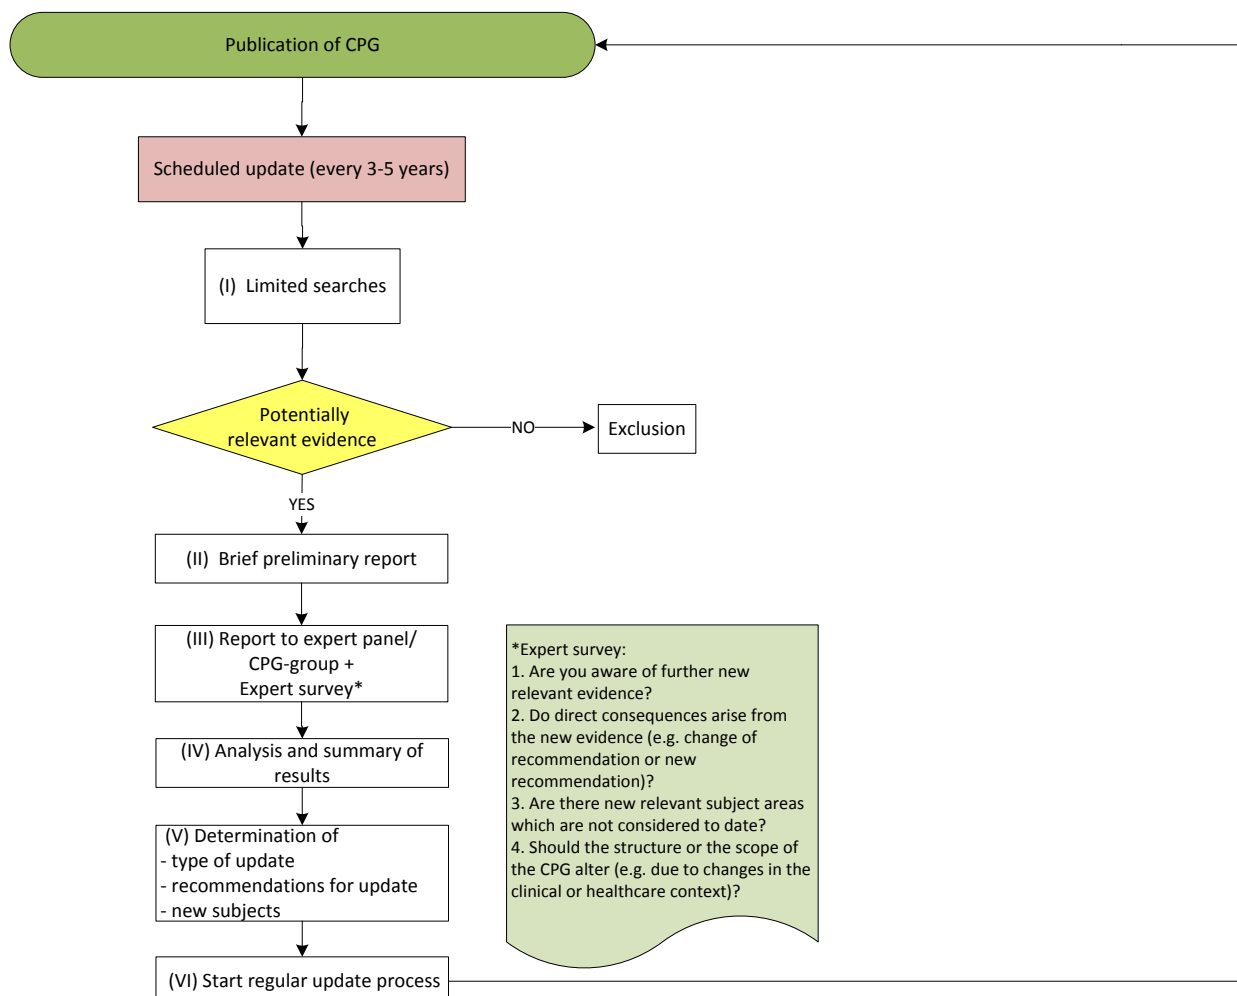 Publication of CPG
Scheduled update (every 3-5 years)
(I) Limited searches
Potentially
relevant evidence
NO
Exclusion
YES
(II) Brief preliminary report
(III) Report to expert panel/
CPG-group +
Expert survey*
(IV) Analysis and summary of
results
(V) Determination of
- type of update
- recommendations for update
- new subjects
(VI) Start regular update process
*Expert survey:
1. Are you aware of further new
relevant evidence?
2. Do direct consequences arise from
the new evidence (e.g. change of
recommendation or new
recommendation)?
3. Are there new relevant subject areas
which are not considered to date?
4. Should the structure or the scope of
the CPG alter (e.g. due to changes in the
clinical or healthcare context)?